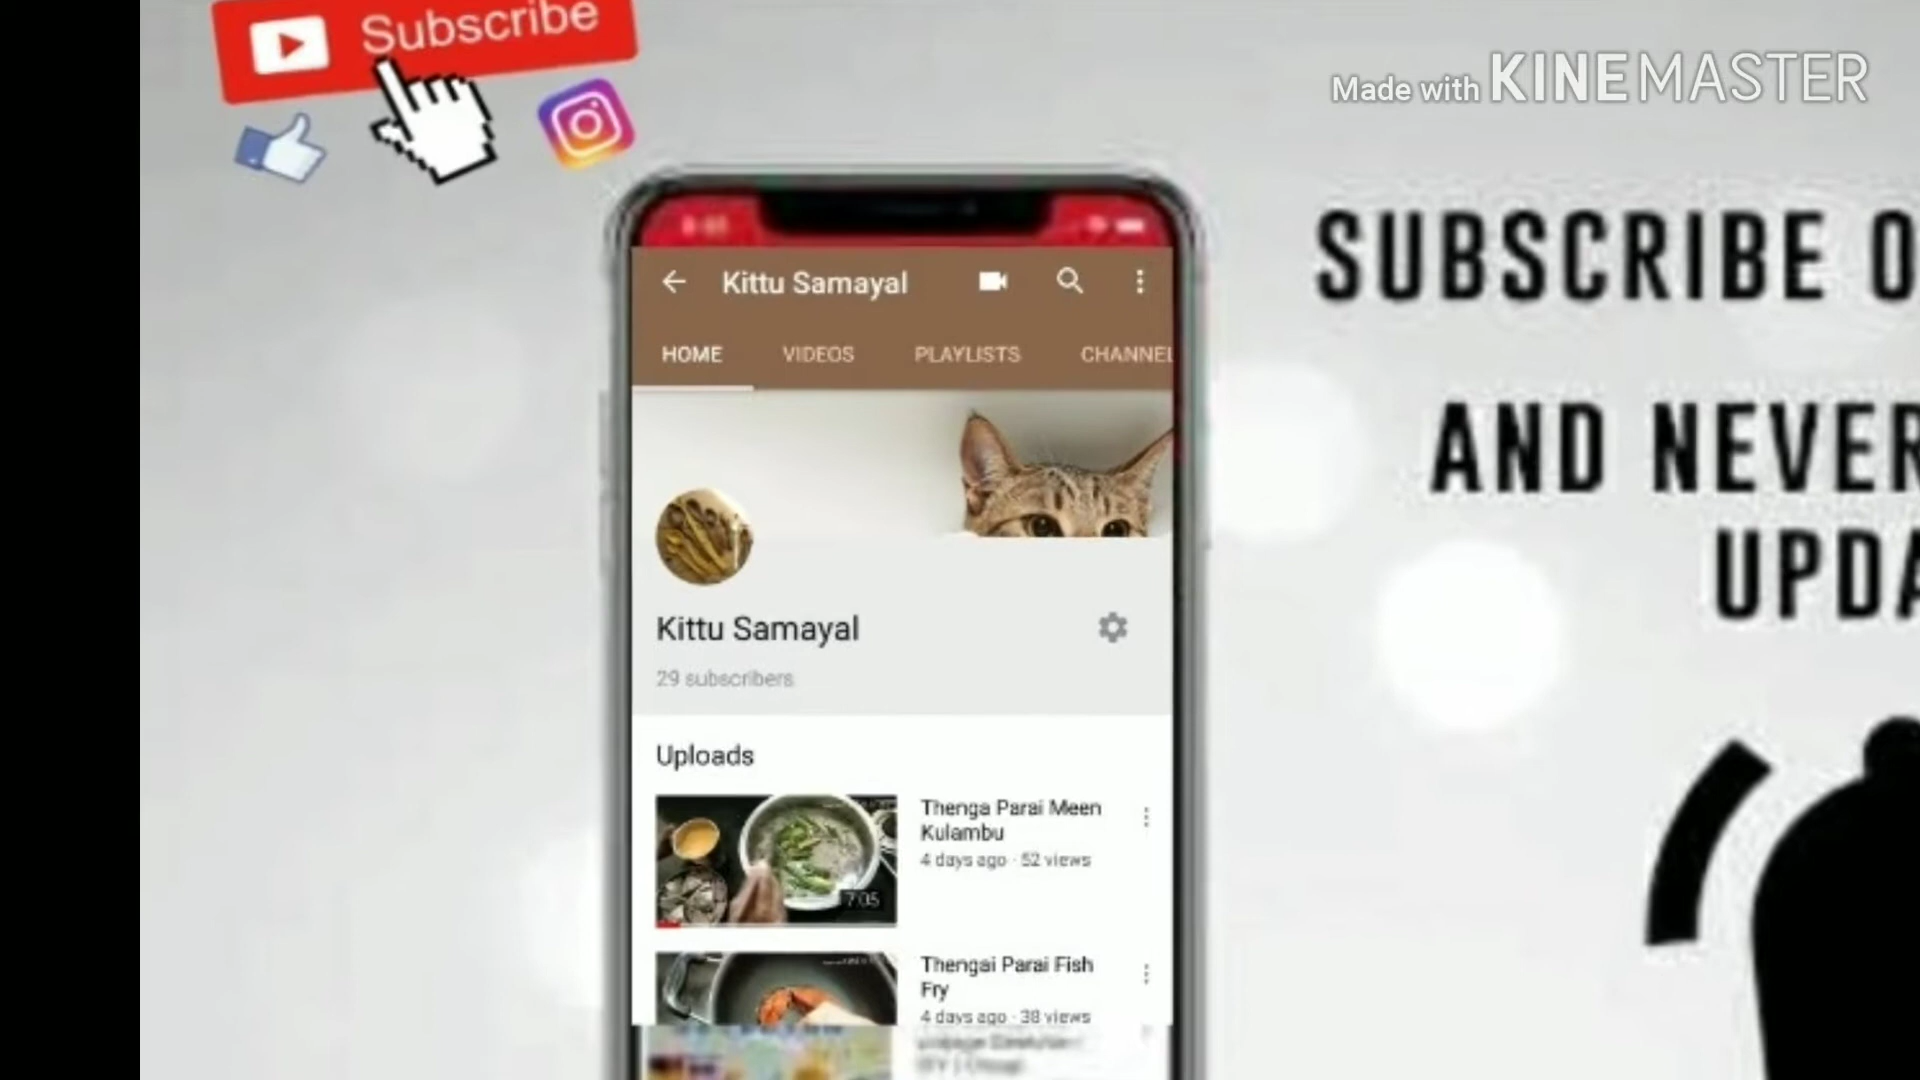 Subscribe
Made with KINEMASTER
SUBSCRIBE O
AND NEVER
UPDA
Kittu Samayal
HOME VIDEOS PLAYLISTS CHANNEL
Kittu Samayal
29 subscribers
Uploads
Thenga Parai Meen
Kulambu
4 days ago · 52 views
7:05
Thengai Parai Fish
Fry
4 days ago · 38 views